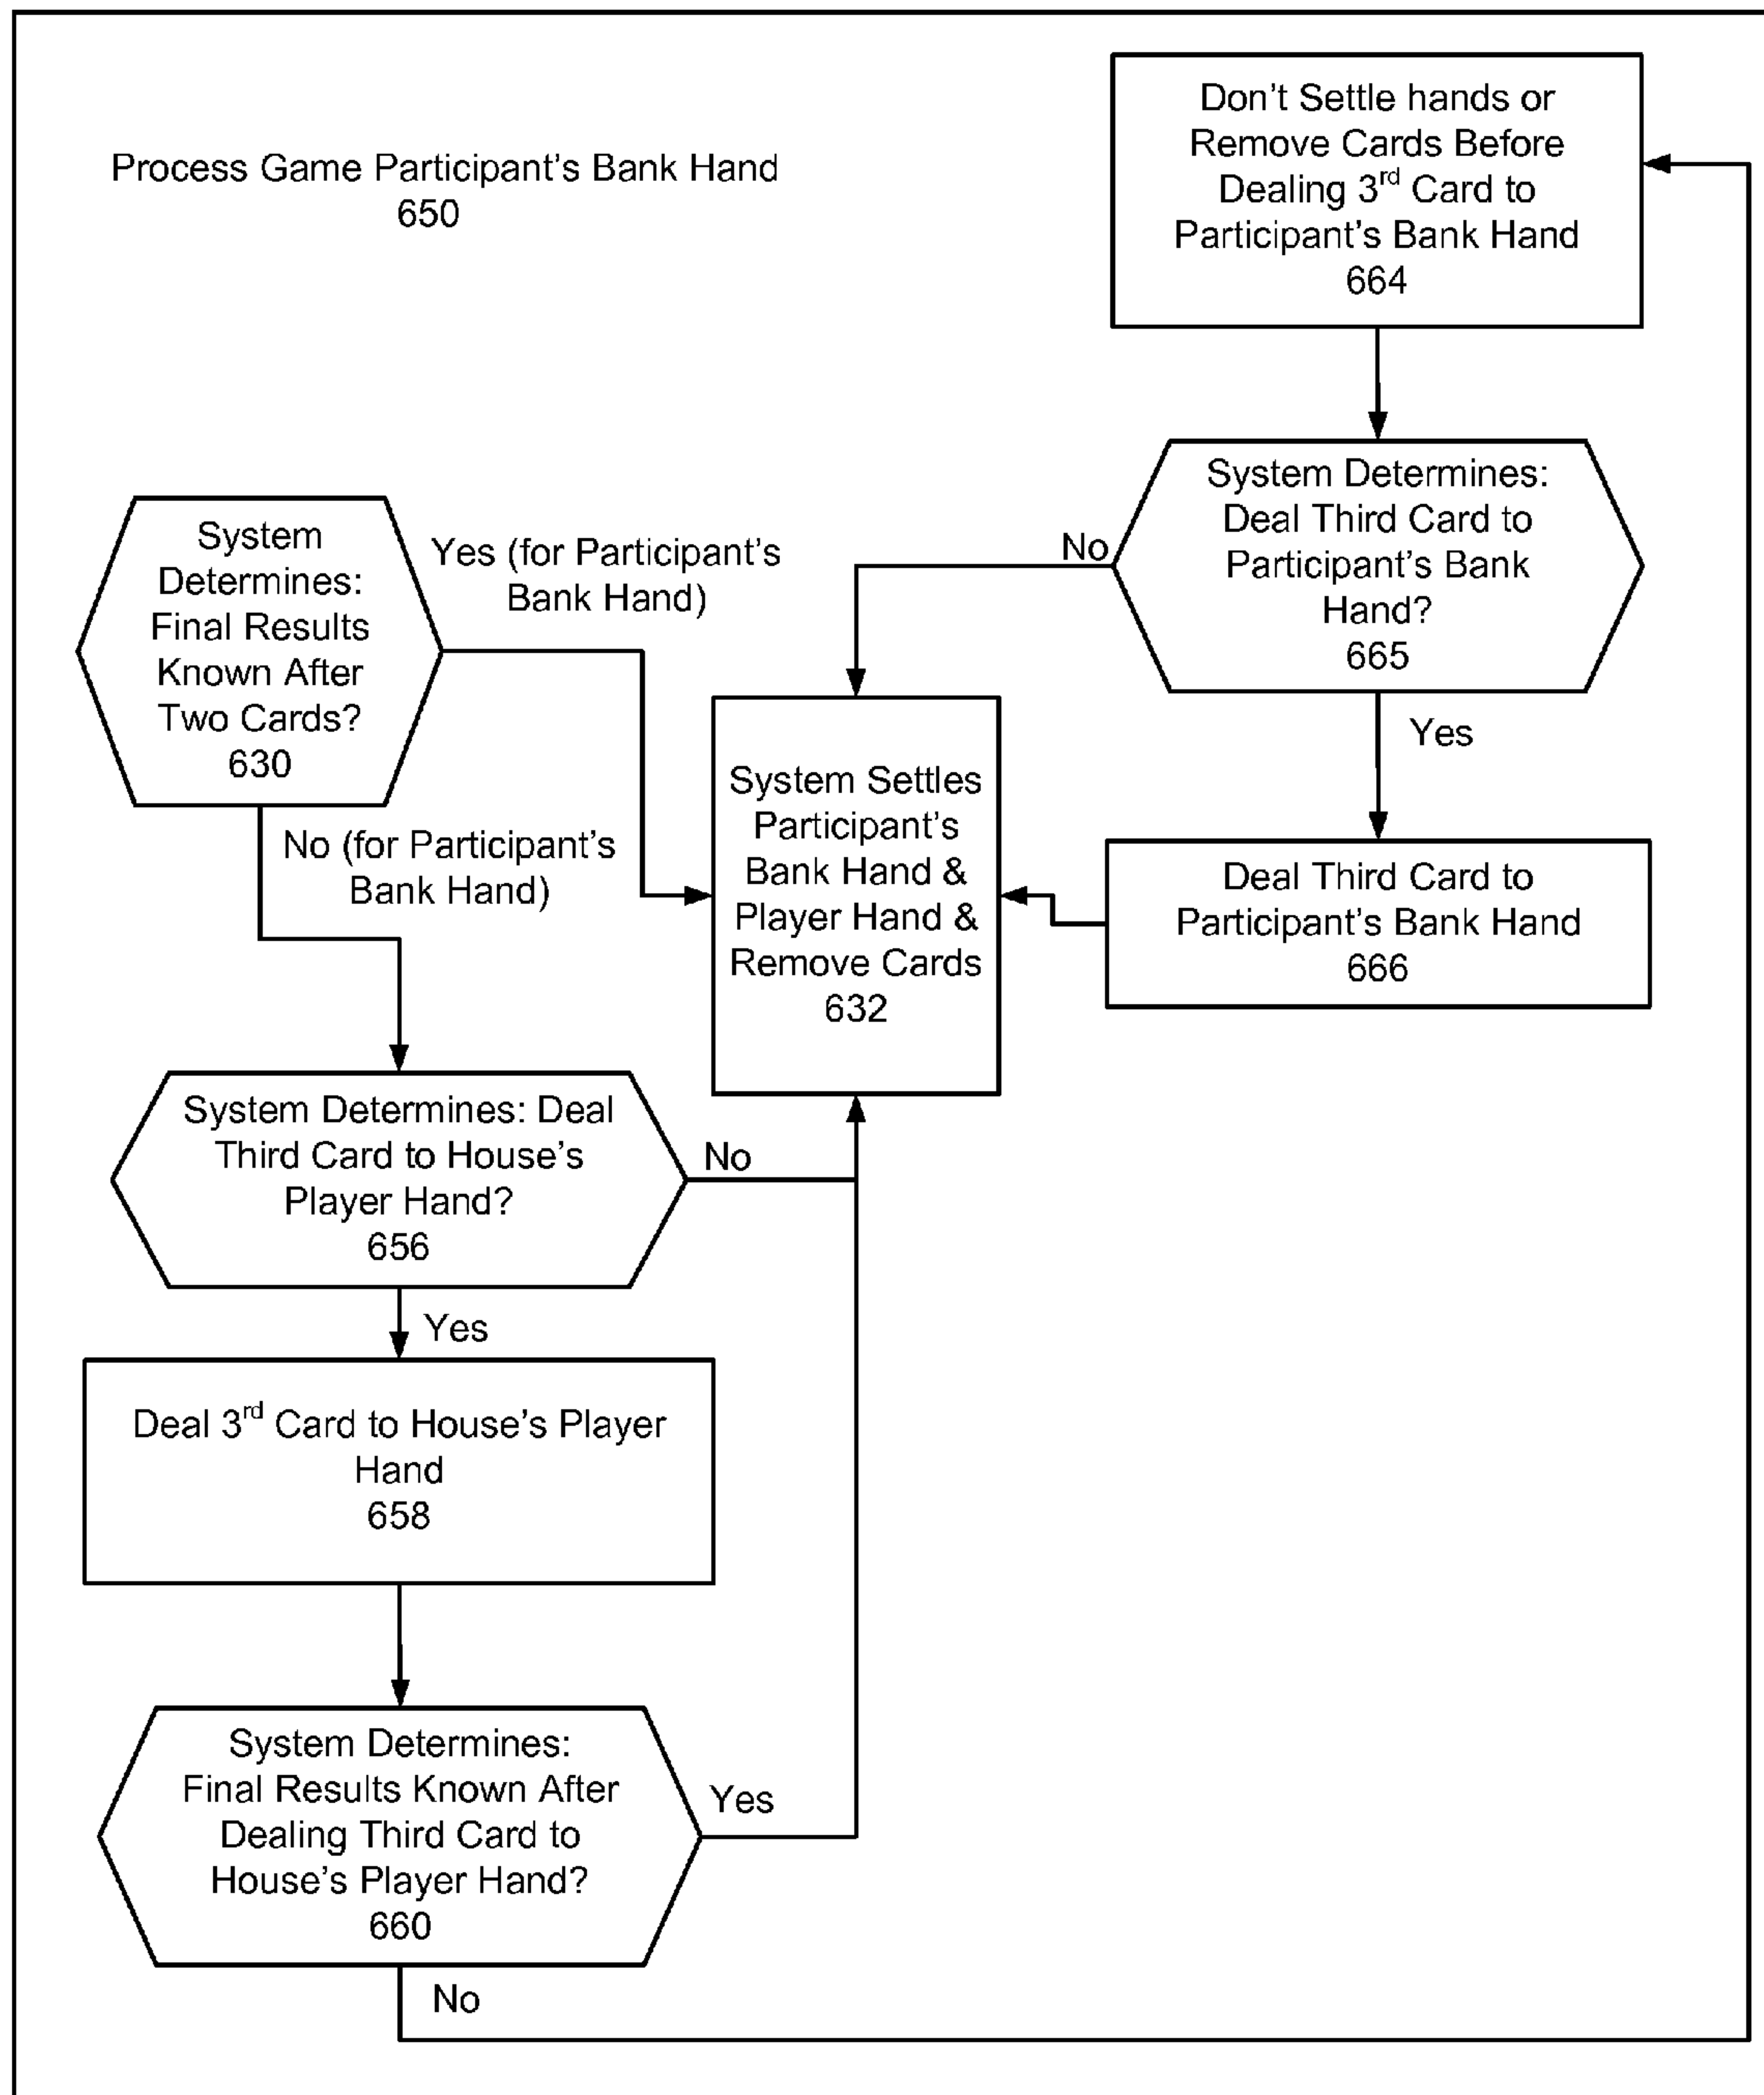 Process Game Participant's Bank Hand
650
Don't Settle hands or
Remove Cards Before
Dealing 3rd Card to
Participant's Bank Hand
664
System Determines:
Deal Third Card to
Participant's Bank
Hand?
665
No
Yes
Deal Third Card to
Participant's Bank Hand
666
System
Determines:
Final Results
Known After
Two Cards?
630
Yes (for Participant's
Bank Hand)
No (for Participant's
Bank Hand)
System Settles
Participant's
Bank Hand &
Player Hand &
Remove Cards
632
System Determines: Deal
Third Card to House's
Player Hand?
656
No
Yes
Deal 3rd Card to House's Player
Hand
658
System Determines:
Final Results Known After
Dealing Third Card to
House's Player Hand?
660
Yes
No